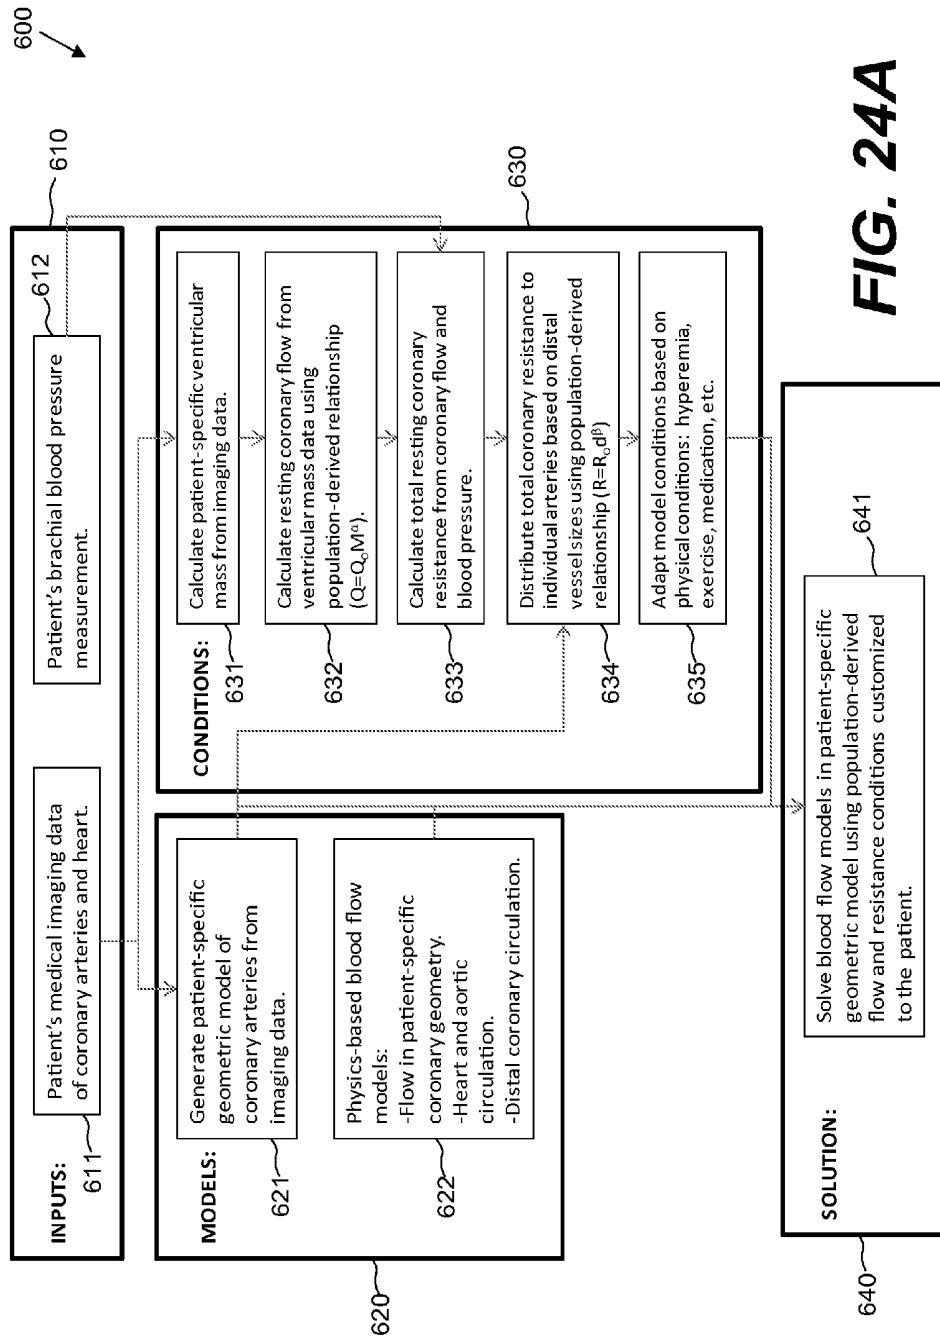 600
INPUTS:
610
611
Patient's medical imaging data
of coronary arteries and heart.
612
Patient's brachial blood pressure
measurement.
MODELS:
620
621
Generate patient-specific
geometric model of
coronary arteries from
imaging data.
622
Physics-based blood flow
models:
-Flow in patient-specific
coronary geometry.
-Heart and aortic
circulation.
-Distal coronary circulation.
CONDITIONS:
630
631
Calculate patient-specific ventricular
mass from imaging data.
632
Calculate resting coronary flow from
ventricular mass data using
population-derived relationship
(Q=QₒMᵅ).
633
Calculate total resting coronary
resistance from coronary flow and
blood pressure.
634
Distribute total coronary resistance to
individual arteries based on distal
vessel sizes using population-derived
relationship (R=Rₒdᵝ)
635
Adapt model conditions based on
physical conditions: hyperemia,
exercise, medication, etc.
SOLUTION:
640
641
Solve blood flow models in patient-specific
geometric model using population-derived
flow and resistance conditions customized
to the patient.
FIG. 24A